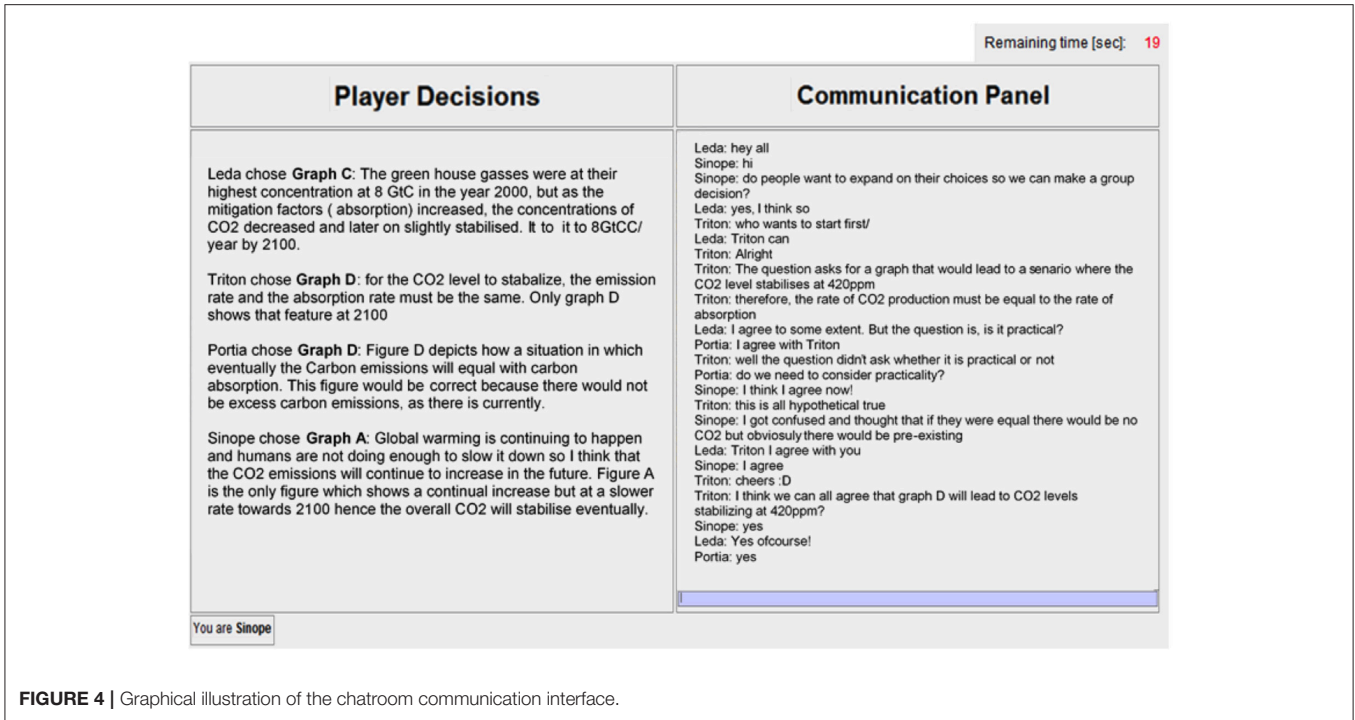 Remaining time [sec]: 19
Player Decisions
Communication Panel
Leda chose Graph C: The green house gasses were at their
highest concentration at 8 GtC in the year 2000, but as the
mitigation factors ( absorption) increased, the concentrations of
CO2 decreased and later on slightly stabilised. It to it to 8GtCC/
year by 2100.
Triton chose Graph D: for the CO2 level to stabalize, the emission
rate and the absorption rate must be the same. Only graph D
shows that feature at 2100
Portia chose Graph D: Figure D depicts how a situation in which
eventually the Carbon emissions will equal with carbon
absorption. This figure would be correct because there would not
be excess carbon emissions, as there is currently.
Sinope chose Graph A: Global warming is continuing to happen
and humans are not doing enough to slow it down so I think that
the CO2 emissions will continue to increase in the future. Figure A
is the only figure which shows a continual increase but at a slower
rate towards 2100 hence the overall CO2 will stabilise eventually.
Leda: hey all
Sinope: hi
Sinope: do people want to expand on their choices so we can make a group
decision?
Leda: yes, I think so
Triton: who wants to start first/
Leda: Triton can
Triton: Alright
Triton: The question asks for a graph that would lead to a senario where the
CO2 level stabilises at 420ppm
Triton: therefore, the rate of CO2 production must be equal to the rate of
absorption
Leda: I agree to some extent. But the question is, is it practical?
Portia: I agree with Triton
Triton: well the question didn't ask whether it is practical or not
Portia: do we need to consider practicality?
Sinope: I think I agree now!
Triton: this is all hypothetical true
Sinope: I got confused and thought that if they were equal there would be no
CO2 but obviosuly there would be pre-existing
Leda: Triton I agree with you
Sinope: I agree
Triton: cheers :D
Triton: I think we can all agree that graph D will lead to CO2 levels
stabilizing at 420ppm?
Sinope: yes
Leda: Yes ofcourse!
Portia: yes
You are Sinope
FIGURE 4 | Graphical illustration of the chatroom communication interface.